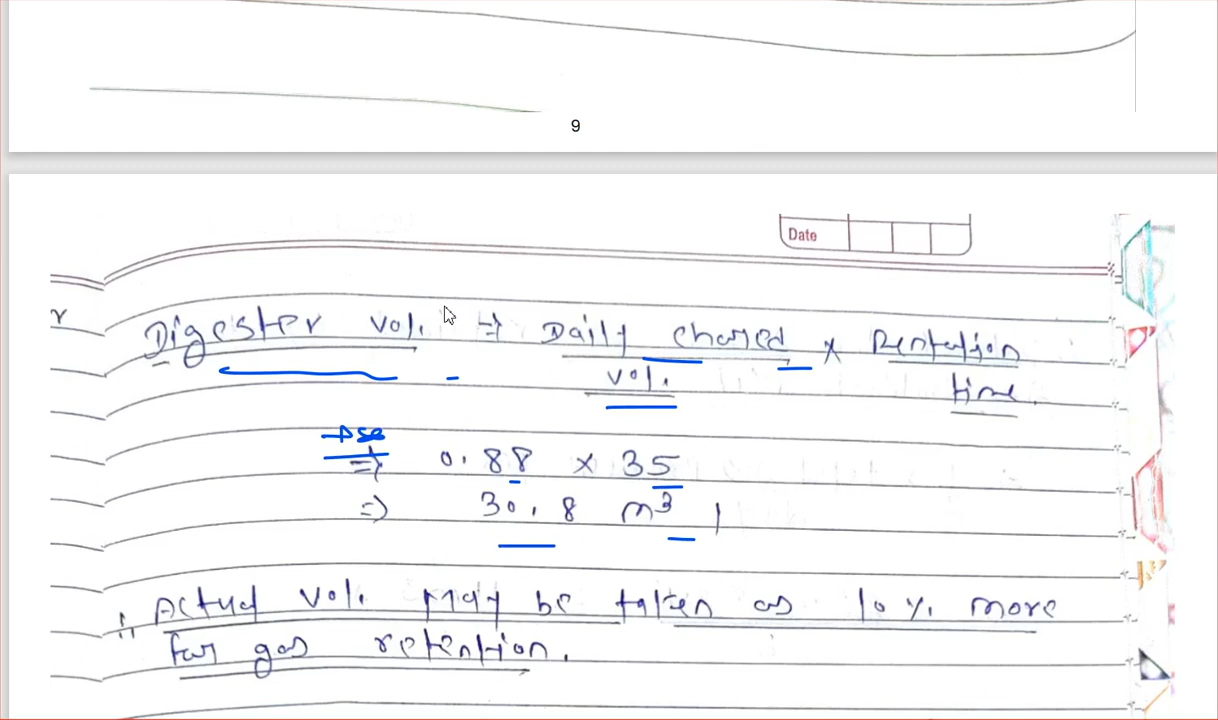 9
Date
r
Digester vol. => Daily charged × Rentation
vol. time.
=> 0.88 × 35
=> 30.8 m³
∴ Actual vol. may be taken as 10% more
for gas retention.